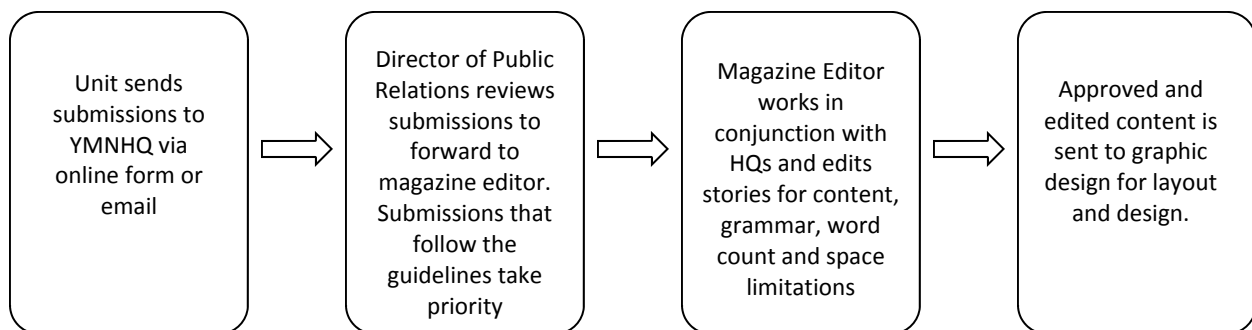 Unit sends
submissions to
YMNHQ via
online form or
email
Director of Public
Relations reviews
submissions to
forward to
magazine editor.
Submissions that
follow the
guidelines take
priority
Magazine Editor
works in
conjunction with
HQs and edits
stories for content,
grammar, word
count and space
limitations
Approved and
edited content is
sent to graphic
design for layout
and design.